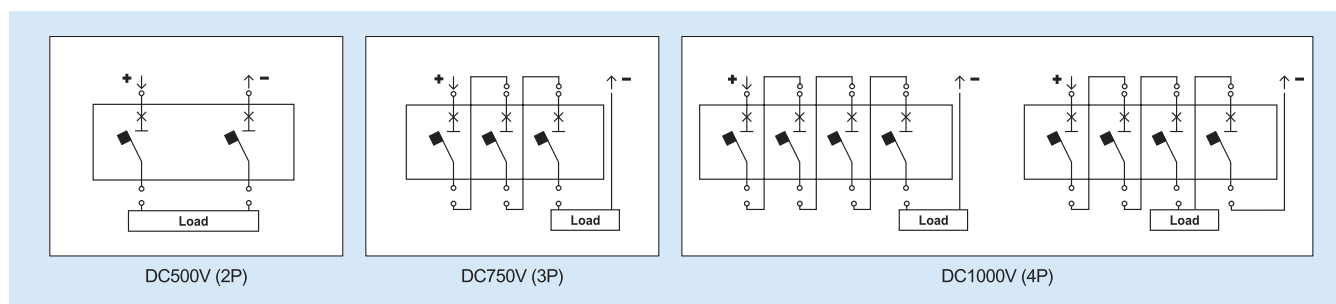 + −
Load
DC500V (2P)
+ −
Load
DC750V (3P)
+ −
Load
+ −
Load
DC1000V (4P)